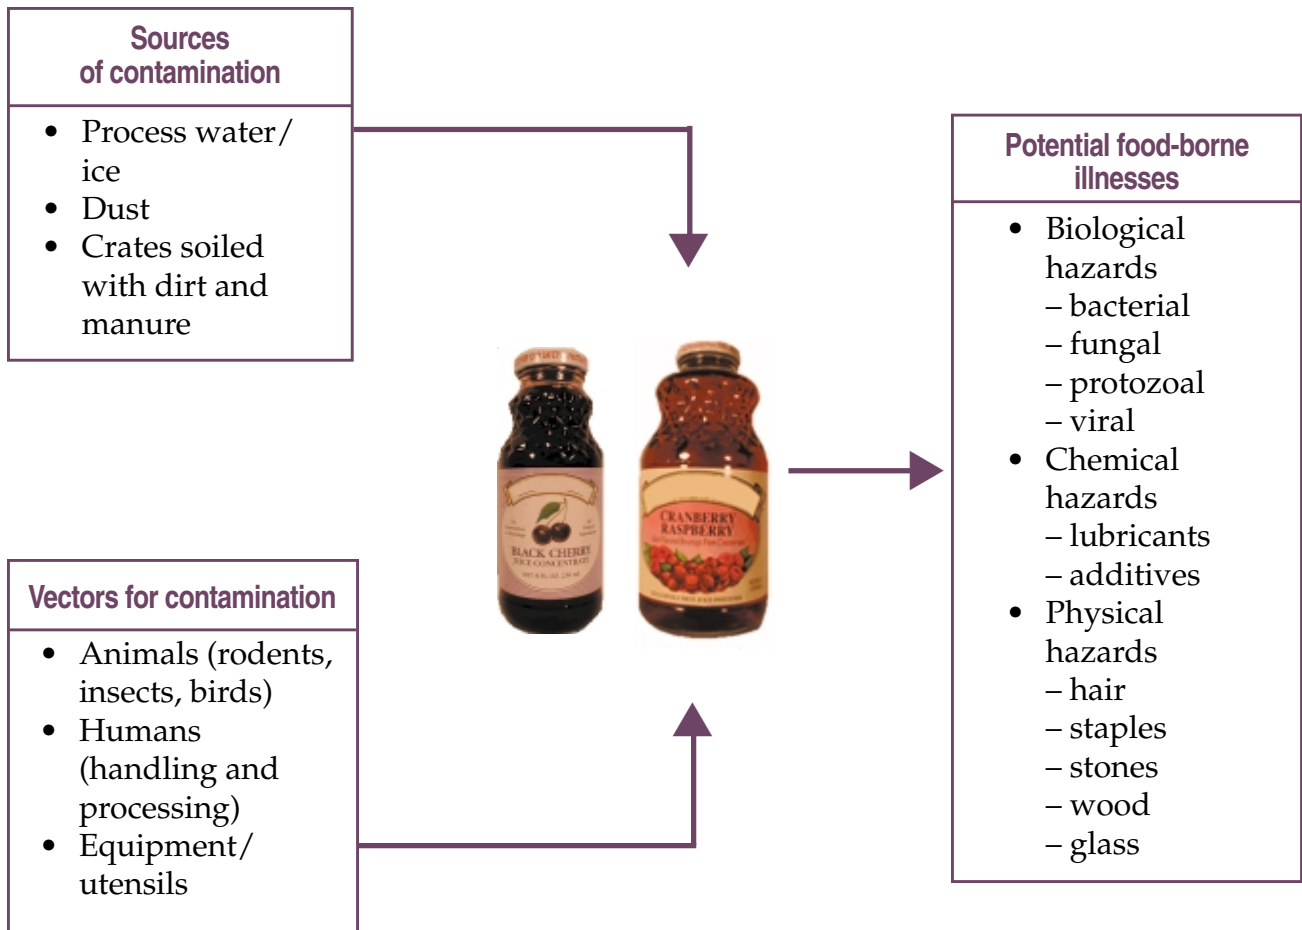 Sources
of contamination
• Process water/
ice
• Dust
• Crates soiled
with dirt and
manure
Vectors for contamination
• Animals (rodents,
insects, birds)
• Humans
(handling and
processing)
• Equipment/
utensils
BLACK CHERRY
JUICE CONCENTRATE
CRANBERRY
RASPBERRY
Potential food-borne
illnesses
• Biological
hazards
– bacterial
– fungal
– protozoal
– viral
• Chemical
hazards
– lubricants
– additives
• Physical
hazards
– hair
– staples
– stones
– wood
– glass